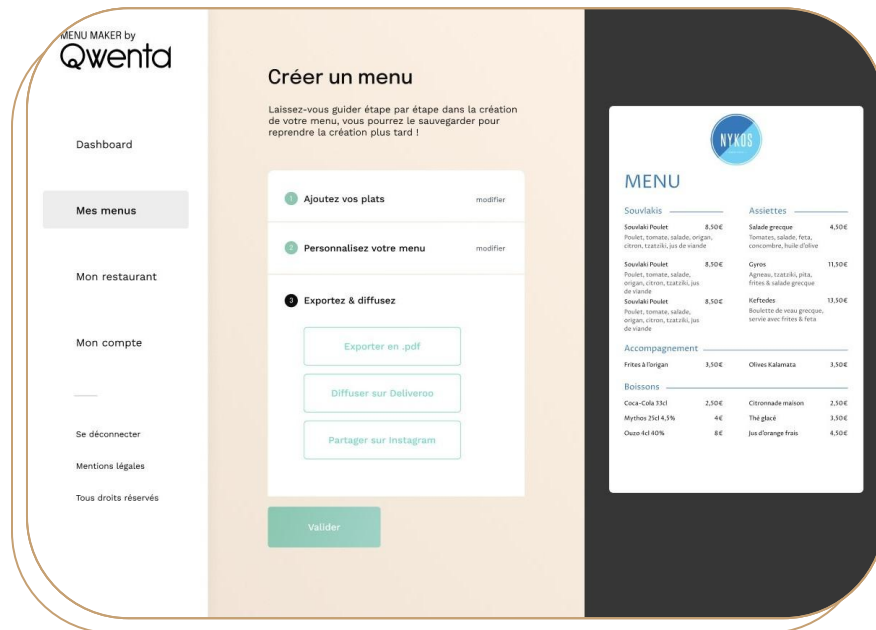 MENU MAKER by
Qwenta
Dashboard
Mes menus
Mon restaurant
Mon compte
Se déconnecter
Mentions légales
Tous droits réservés
Créer un menu
Laissez-vous guider étape par étape dans la création
de votre menu, vous pourrez le sauvegarder pour
reprendre la création plus tard !
1 Ajoutez vos plats modifier
2 Personnalisez votre menu modifier
3 Exportez & diffusez
Exporter en .pdf
Diffuser sur Deliveroo
Partager sur Instagram
Valider
NYKOS
MENU
Souvlakis
Souvlaki Poulet 8,50€
Poulet, tomate, salade, origan,
citron, tzatziki, jus de viande
Souvlaki Poulet 8,50€
Poulet, tomate, salade,
origan, citron, tzatziki, jus
de viande
Souvlaki Poulet 8,50€
Poulet, tomate, salade,
origan, citron, tzatziki, jus
de viande
Assiettes
Salade grecque 4,50€
Tomates, salade, feta,
concombre, huile d'olive
Gyros 11,50€
Agneau, tzatziki, pita,
frites & salade grecque
Keftedes 13,50€
Boulette de veau grecque,
servie avec frites & feta
Accompagnement
Frites à l'origan 3,50€ Olives Kalamata 3,50€
Boissons
Coca-Cola 33cl 2,50€ Citronnade maison 2,50€
Mythos 25cl 4,5% 4€ Thé glacé 3,50€
Ouzo 4cl 40% 8€ Jus d'orange frais 4,50€